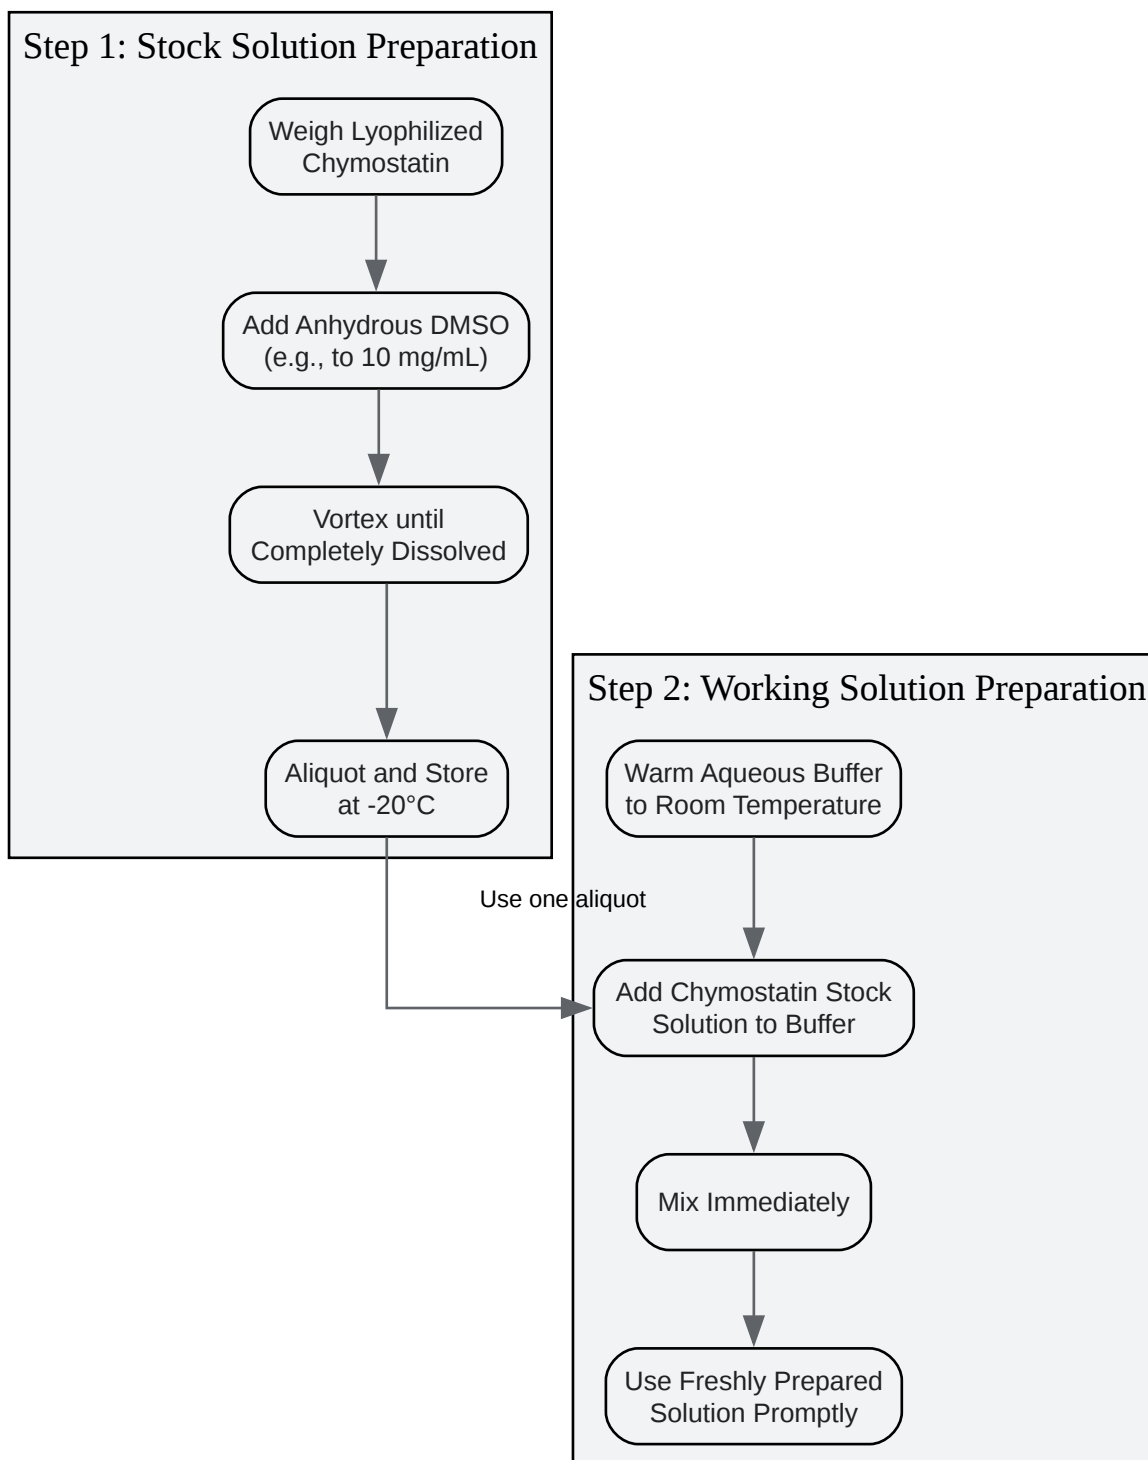 Step 1: Stock Solution Preparation
Weigh Lyophilized
Chymostatin
Add Anhydrous DMSO
(e.g., to 10 mg/mL)
Vortex until
Completely Dissolved
Aliquot and Store
at -20°C
Use one aliquot
Step 2: Working Solution Preparation
Warm Aqueous Buffer
to Room Temperature
Add Chymostatin Stock
Solution to Buffer
Mix Immediately
Use Freshly Prepared
Solution Promptly